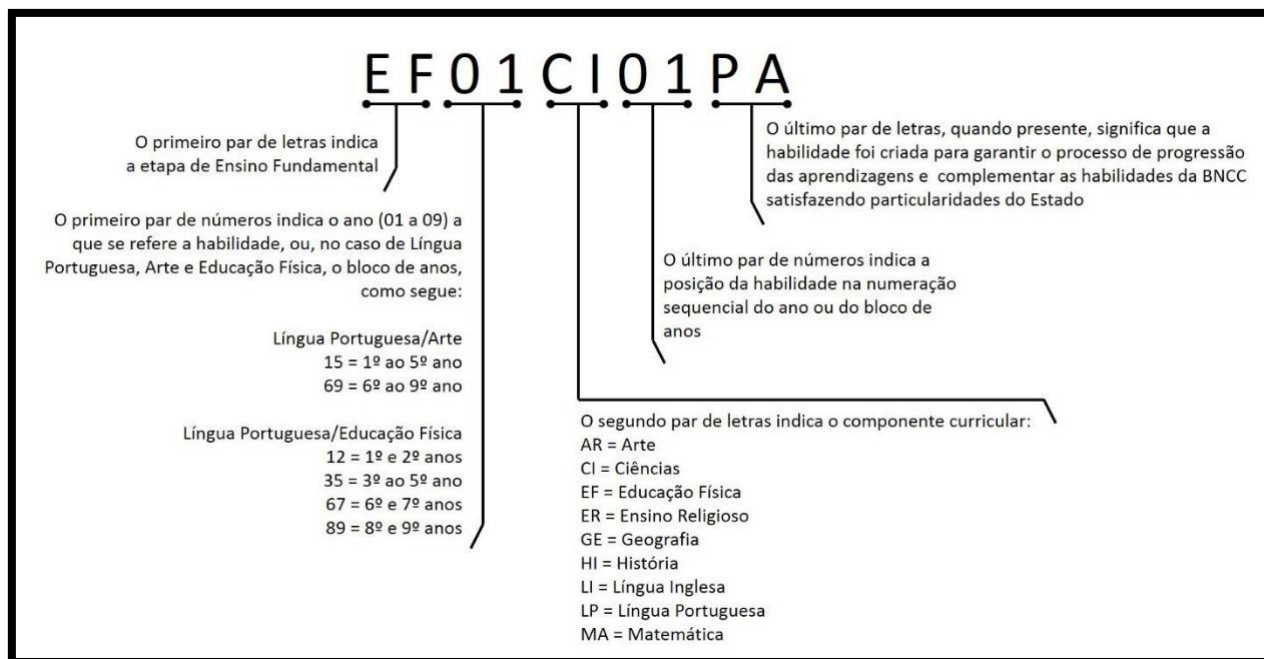 EF01CI01PA
O primeiro par de letras indica
a etapa de Ensino Fundamental
O primeiro par de números indica o ano (01 a 09) a
que se refere a habilidade, ou, no caso de Língua
Portuguesa, Arte e Educação Física, o bloco de anos,
como segue:
Língua Portuguesa/Arte
15 = 1º ao 5º ano
69 = 6º ao 9º ano
Língua Portuguesa/Educação Física
12 = 1º e 2º anos
35 = 3º ao 5º ano
67 = 6º e 7º anos
89 = 8º e 9º anos
O último par de letras, quando presente, significa que a
habilidade foi criada para garantir o processo de progressão
das aprendizagens e complementar as habilidades da BNCC
satisfazendo particularidades do Estado
O último par de números indica a
posição da habilidade na numeração
sequencial do ano ou do bloco de
anos
O segundo par de letras indica o componente curricular:
AR = Arte
CI = Ciências
EF = Educação Física
ER = Ensino Religioso
GE = Geografia
HI = História
LI = Língua Inglesa
LP = Língua Portuguesa
MA = Matemática